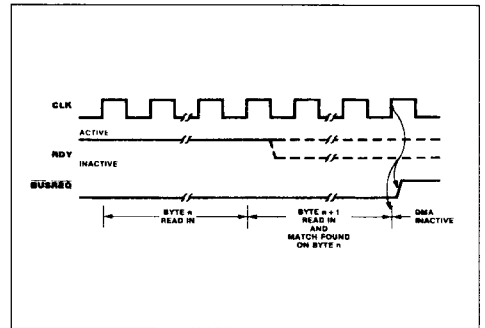 CLK
ACTIVE
RDY
INACTIVE
BUSREQ
BYTE n
READ IN
BYTE n + 1
READ IN
AND
MATCH FOUND
ON BYTE n
DMA
INACTIVE